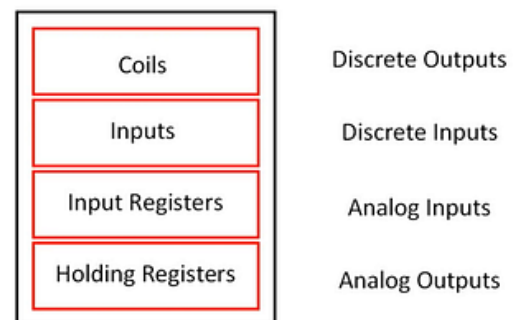 Coils
Discrete Outputs
Inputs
Discrete Inputs
Input Registers
Analog Inputs
Holding Registers
Analog Outputs